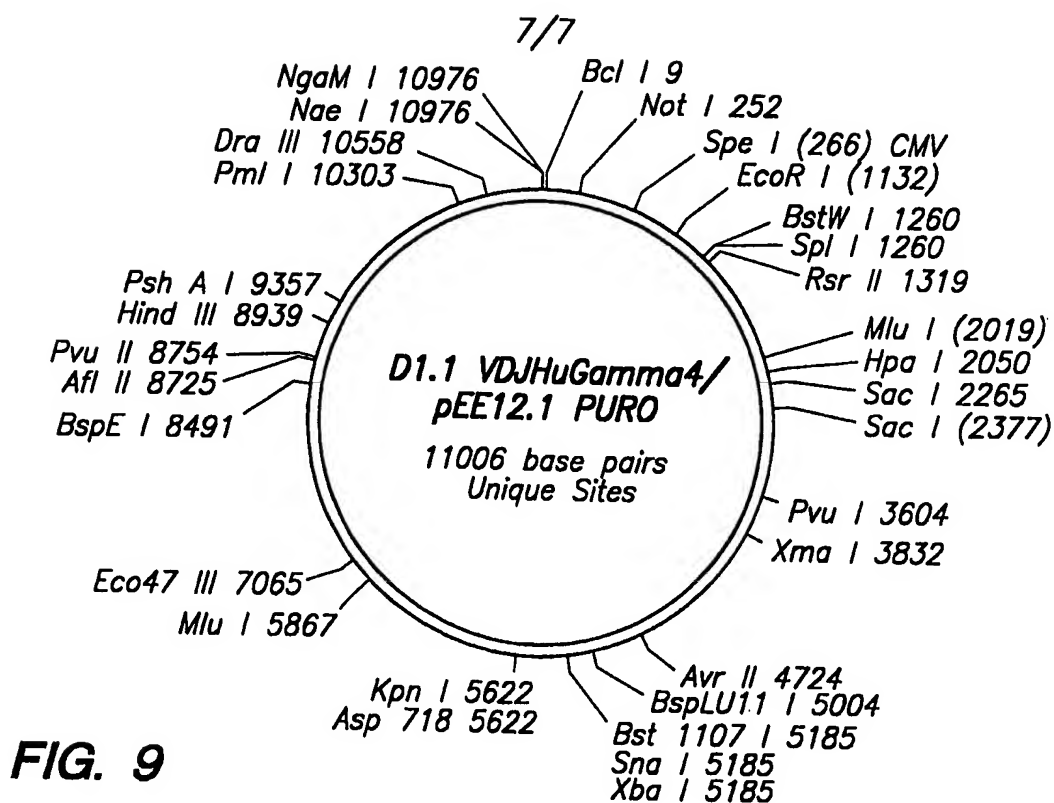 7/7
NgaM I 10976
Nae I 10976
Dra III 10558
Pml I 10303
Psh A I 9357
Hind III 8939
Pvu II 8754
Afl II 8725
BspE I 8491
Eco47 III 7065
Mlu I 5867
Kpn I 5622
Asp 718 5622
Bcl I 9
Not I 252
Spe I (266) CMV
EcoR I (1132)
BstW I 1260
Spl I 1260
Rsr II 1319
Mlu I (2019)
Hpa I 2050
Sac I 2265
Sac I (2377)
Pvu I 3604
Xma I 3832
Avr II 4724
BspLU11 I 5004
Bst 1107 I 5185
Sna I 5185
Xba I 5185
D1.1 VDJHuGamma4/
pEE12.1 PURO
11006 base pairs
Unique Sites
FIG. 9